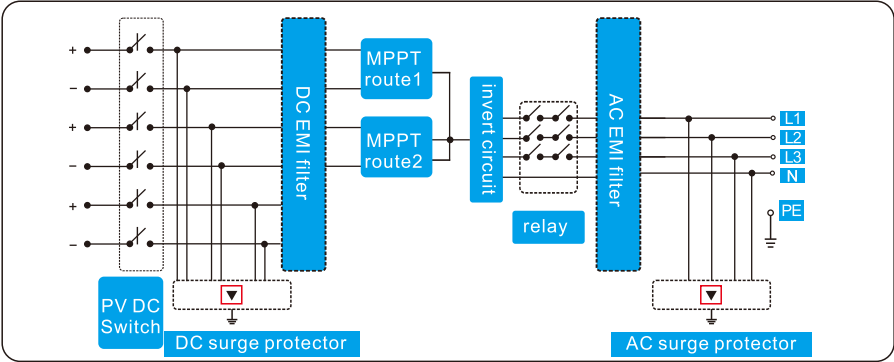 +
−
+
−
+
−
PV DC
Switch
DC surge protector
DC EMI filter
MPPT
route1
MPPT
route2
invert circuit
relay
AC EMI filter
L1
L2
L3
N
PE
AC surge protector